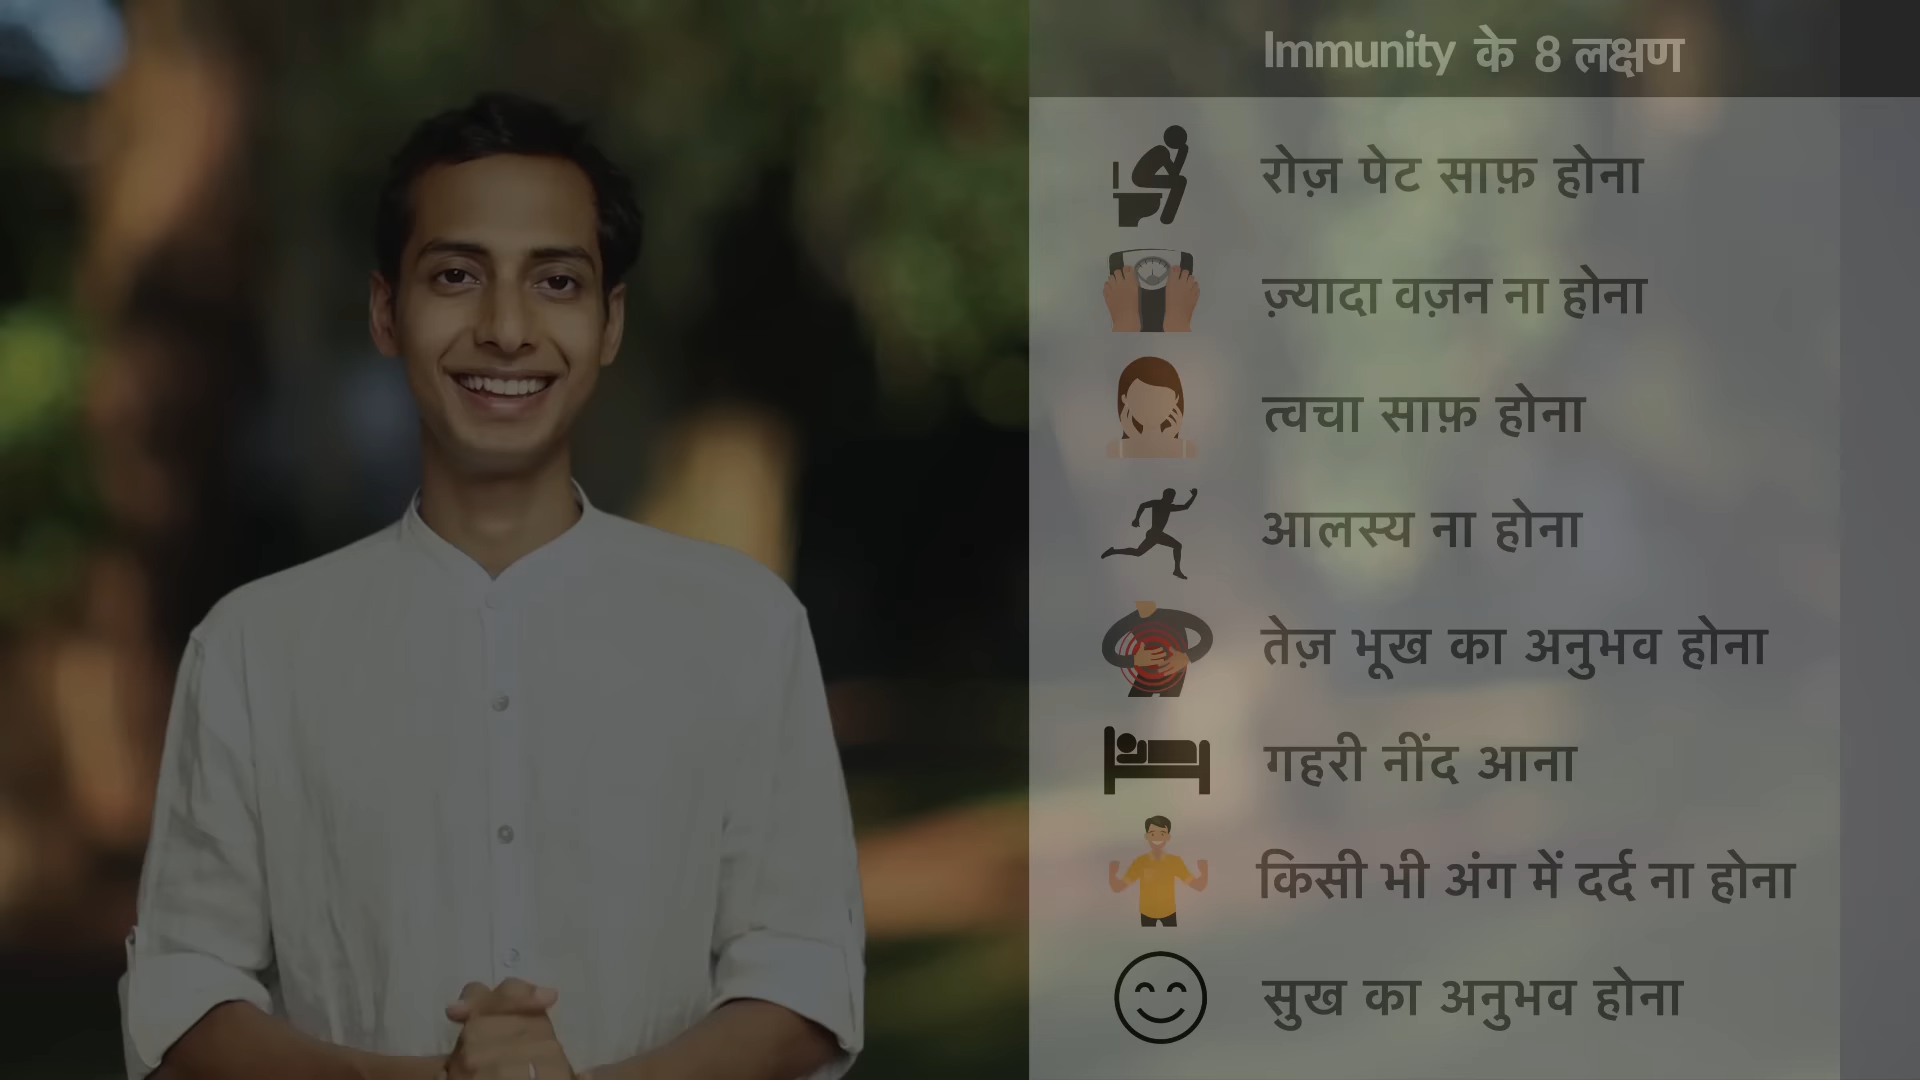 Immunity के 8 लक्षण
रोज़ पेट साफ़ होना
ज़्यादा वज़न ना होना
त्वचा साफ़ होना
आलस्य ना होना
तेज़ भूख का अनुभव होना
गहरी नींद आना
किसी भी अंग में दर्द ना होना
सुख का अनुभव होना